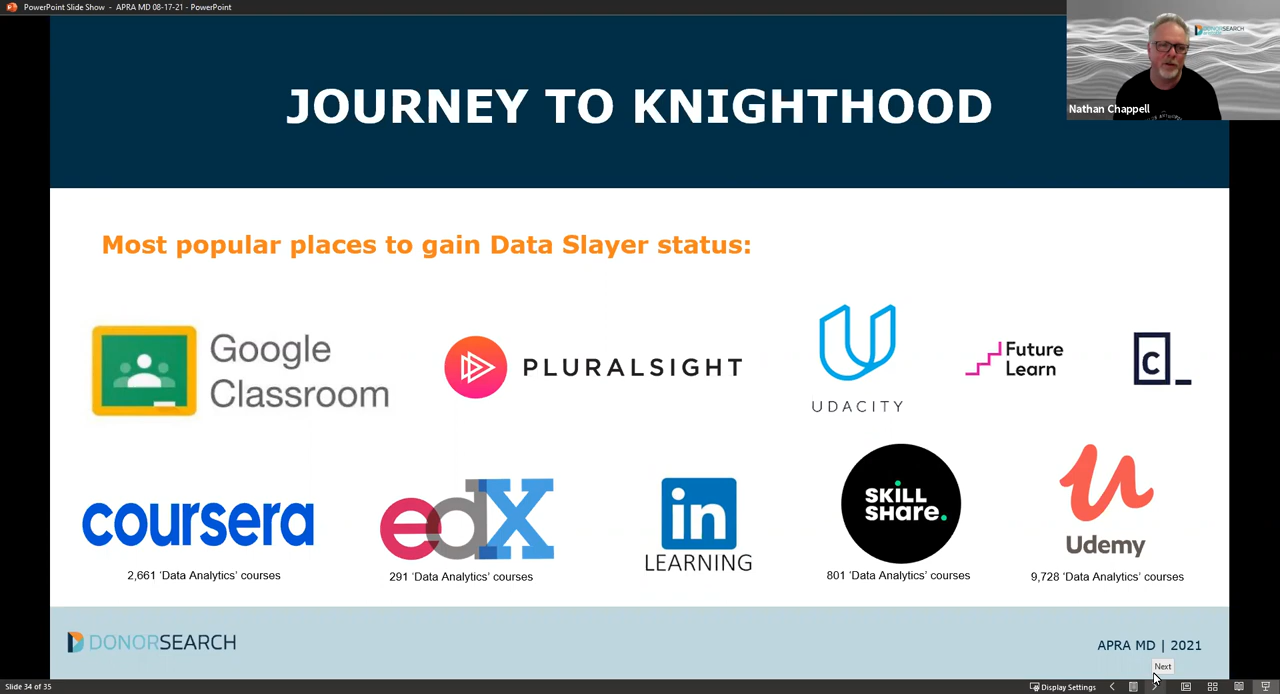 PowerPoint Slide Show - APRA MD 08-17-21 - PowerPoint
DONORSEARCH
Nathan Chappell
JOURNEY TO KNIGHTHOOD
Most popular places to gain Data Slayer status:
Google
Classroom
PLURALSIGHT
UDACITY
Future
Learn
c_
coursera
2,661 ‘Data Analytics’ courses
edX
291 ‘Data Analytics’ courses
in
LEARNING
SKILL
SHARE.
801 ‘Data Analytics’ courses
Udemy
9,728 ‘Data Analytics’ courses
DONORSEARCH
APRA MD | 2021
Next
Slide 34 of 35
Display Settings